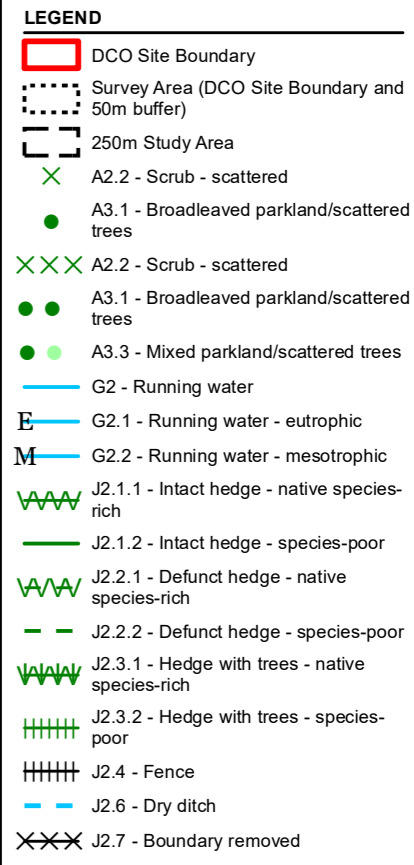 LEGEND
DCO Site Boundary
Survey Area (DCO Site Boundary and
50m buffer)
250m Study Area
A2.2 - Scrub - scattered
A3.1 - Broadleaved parkland/scattered
trees
A2.2 - Scrub - scattered
A3.1 - Broadleaved parkland/scattered
trees
A3.3 - Mixed parkland/scattered trees
G2 - Running water
E G2.1 - Running water - eutrophic
M G2.2 - Running water - mesotrophic
J2.1.1 - Intact hedge - native species-
rich
J2.1.2 - Intact hedge - species-poor
J2.2.1 - Defunct hedge - native
species-rich
J2.2.2 - Defunct hedge - species-poor
J2.3.1 - Hedge with trees - native
species-rich
J2.3.2 - Hedge with trees - species-
poor
J2.4 - Fence
J2.6 - Dry ditch
J2.7 - Boundary removed